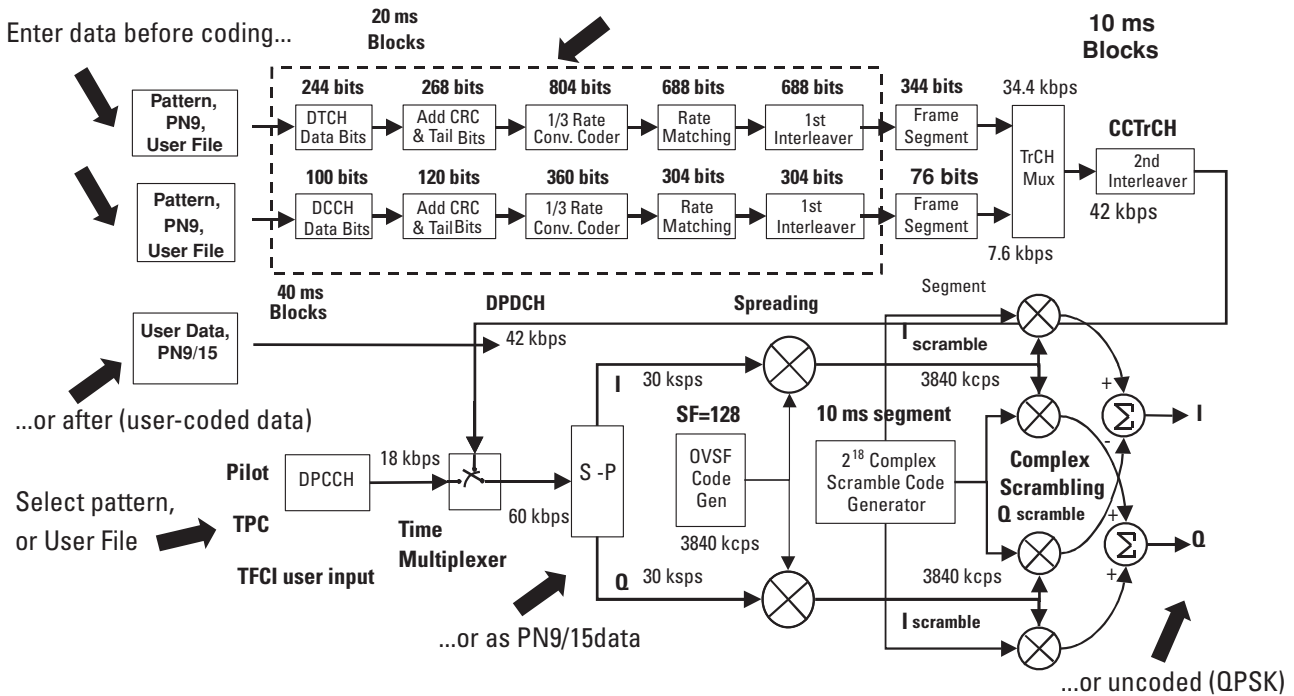 Enter data before coding...
20 ms
Blocks
10 ms
Blocks
244 bits
268 bits
804 bits
688 bits
688 bits
344 bits
34.4 kbps
Pattern,
PN9,
User File
DTCH
Data Bits
Add CRC
& Tail Bits
1/3 Rate
Conv. Coder
Rate
Matching
1st
Interleaver
Frame
Segment
TrCH
Mux
CCTrCH
2nd
Interleaver
42 kbps
Pattern,
PN9,
User File
100 bits
120 bits
360 bits
304 bits
304 bits
76 bits
DCCH
Data Bits
Add CRC
& TailBits
1/3 Rate
Conv. Coder
Rate
Matching
1st
Interleaver
Frame
Segment
7.6 kbps
40 ms
Blocks
DPDCH
Spreading
Segment
User Data,
PN9/15
42 kbps
I scramble
I
30 ksps
3840 kcps
...or after (user-coded data)
SF=128
10 ms segment
+
Σ
I
-
Pilot
DPCCH
18 kbps
S -P
OVSF
Code
Gen
2^18 Complex
Scramble Code
Generator
Complex
Scrambling
Q scramble
Select pattern,
or User File
TPC
60 kbps
Time
Multiplexer
3840 kcps
+
Σ
Q
+
TFCI user input
Q
30 ksps
3840 kcps
I scramble
...or as PN9/15data
...or uncoded (QPSK)